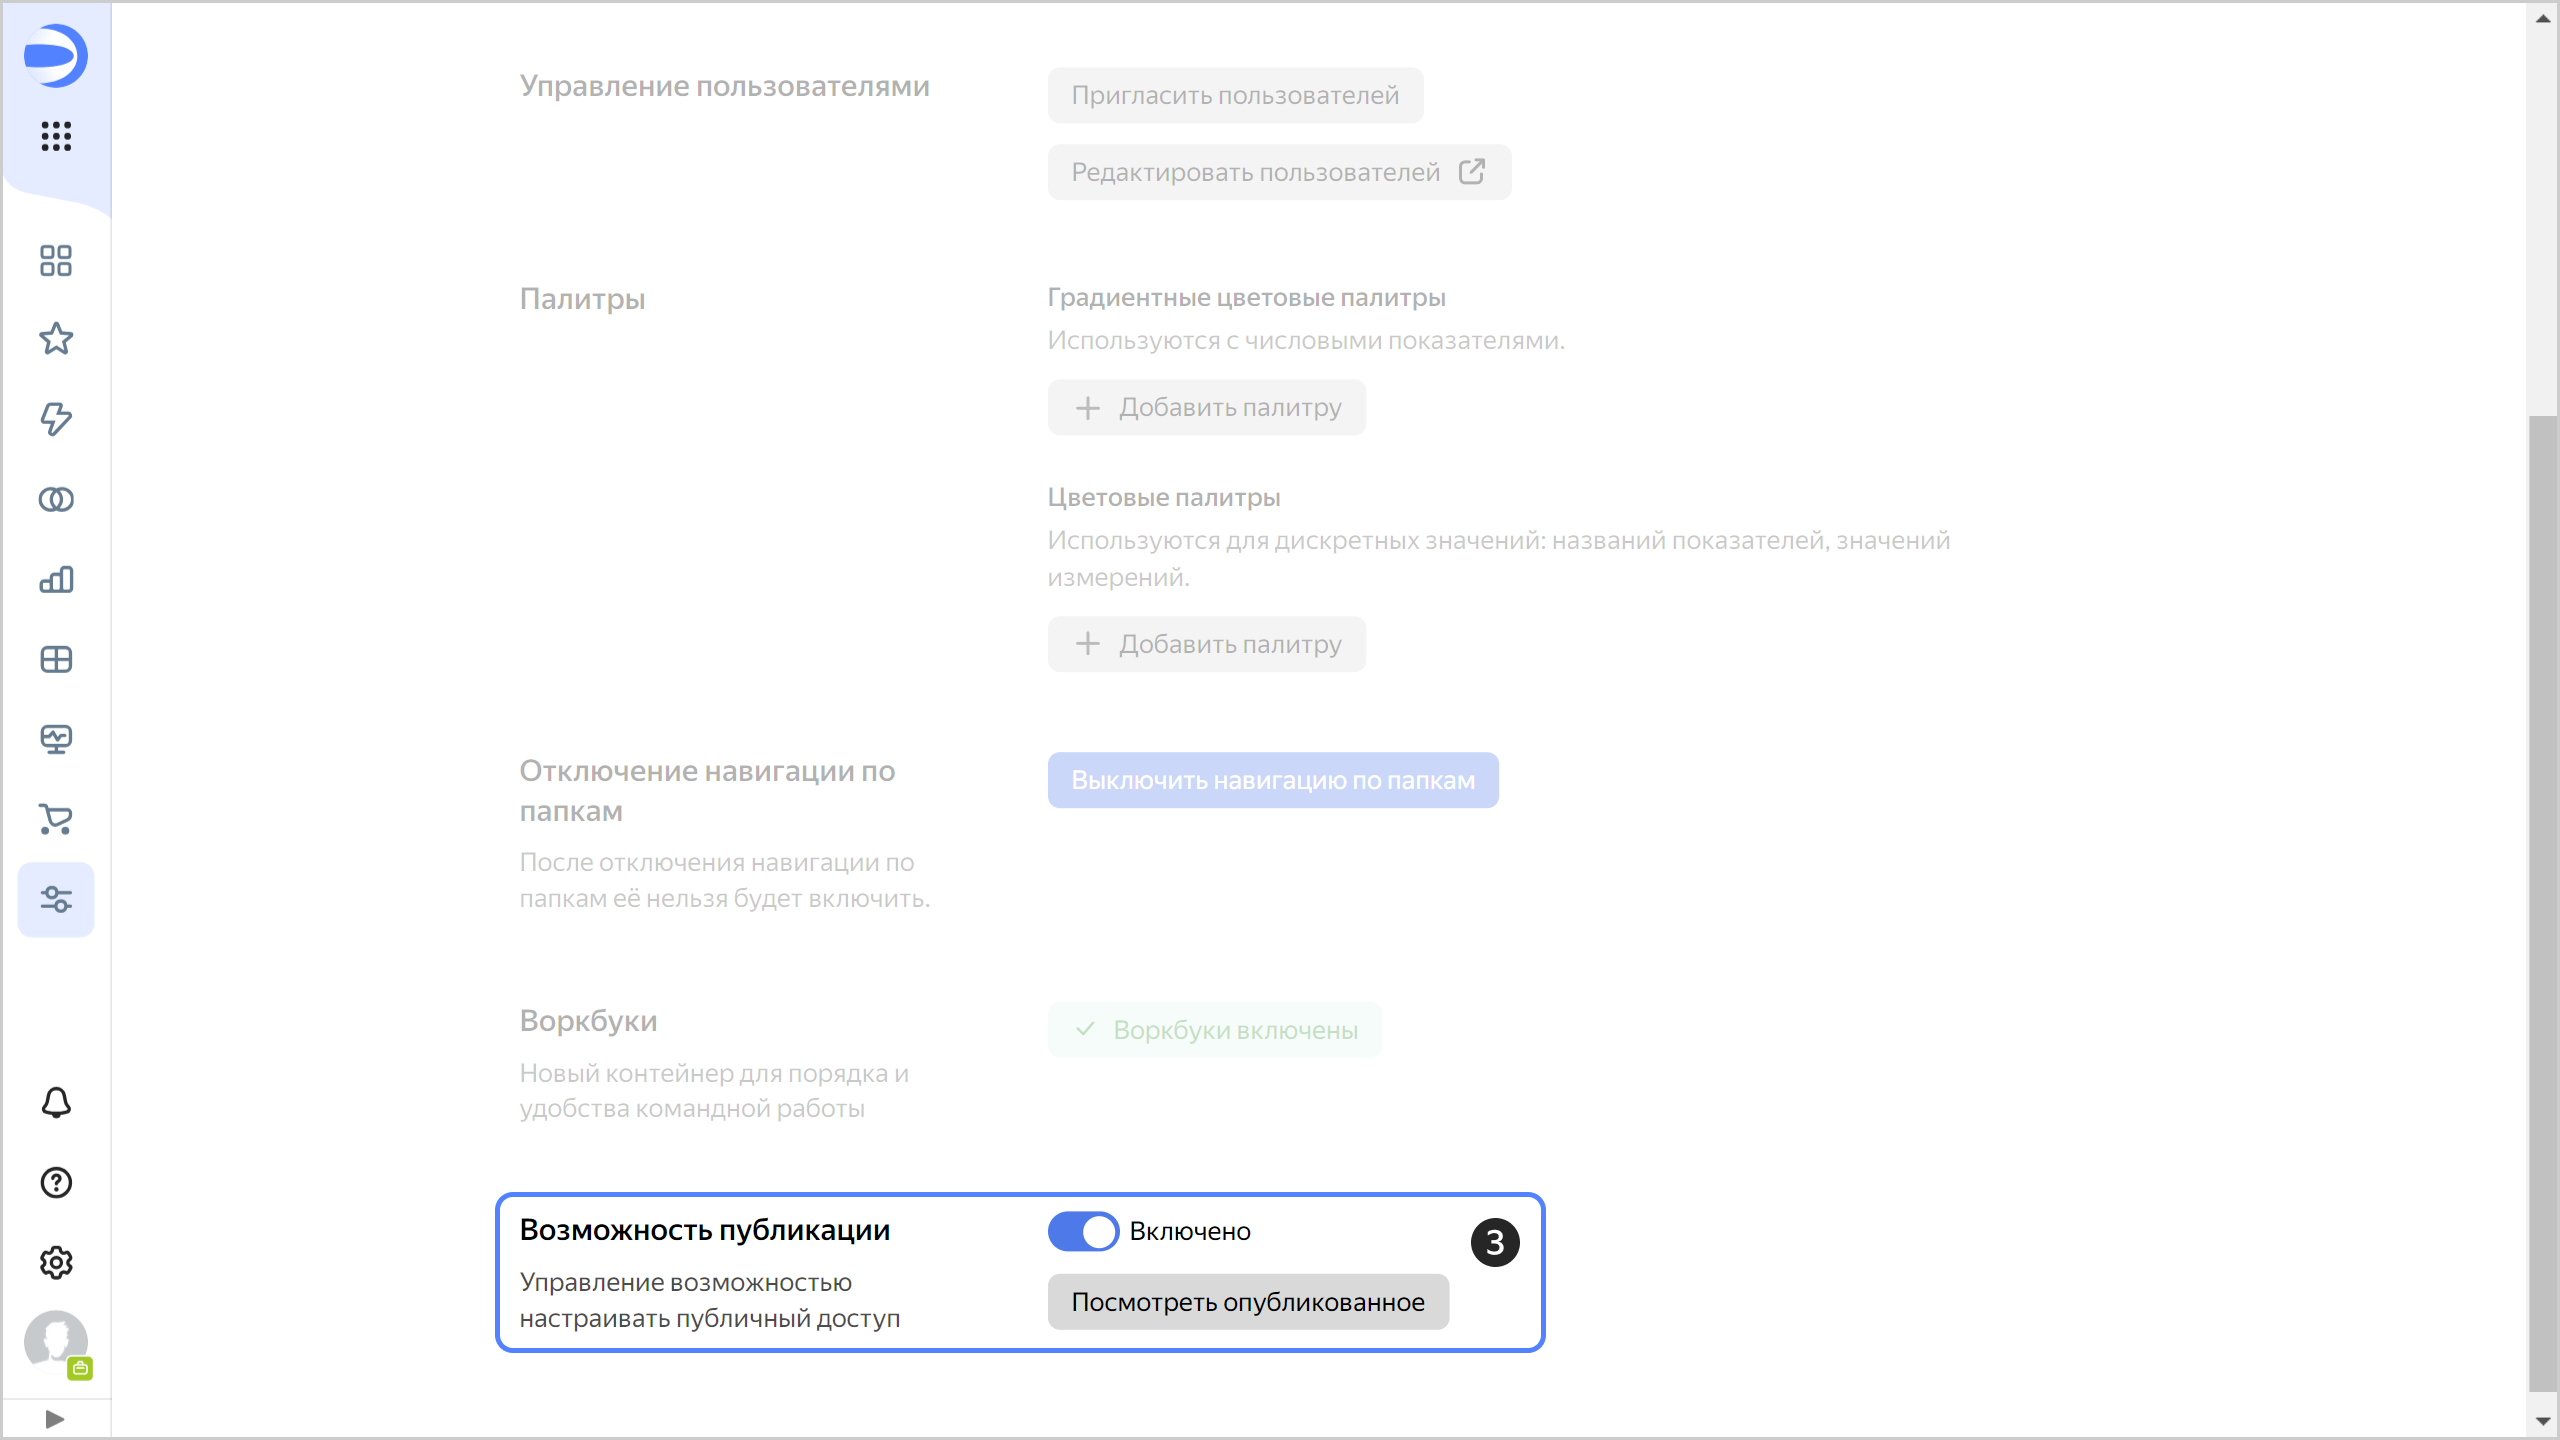 Управление пользователями
Пригласить пользователей
Редактировать пользователей
Палитры
Градиентные цветовые палитры
Используются с числовыми показателями.
Добавить палитру
Цветовые палитры
Используются для дискретных значений: названий показателей, значений
измерений.
Добавить палитру
Отключение навигации по
папкам
После отключения навигации по
папкам её нельзя будет включить.
Выключить навигацию по папкам
Воркбуки
Новый контейнер для порядка и
удобства командной работы
Воркбуки включены
Возможность публикации
Управление возможностью
настраивать публичный доступ
Включено
Посмотреть опубликованное
3